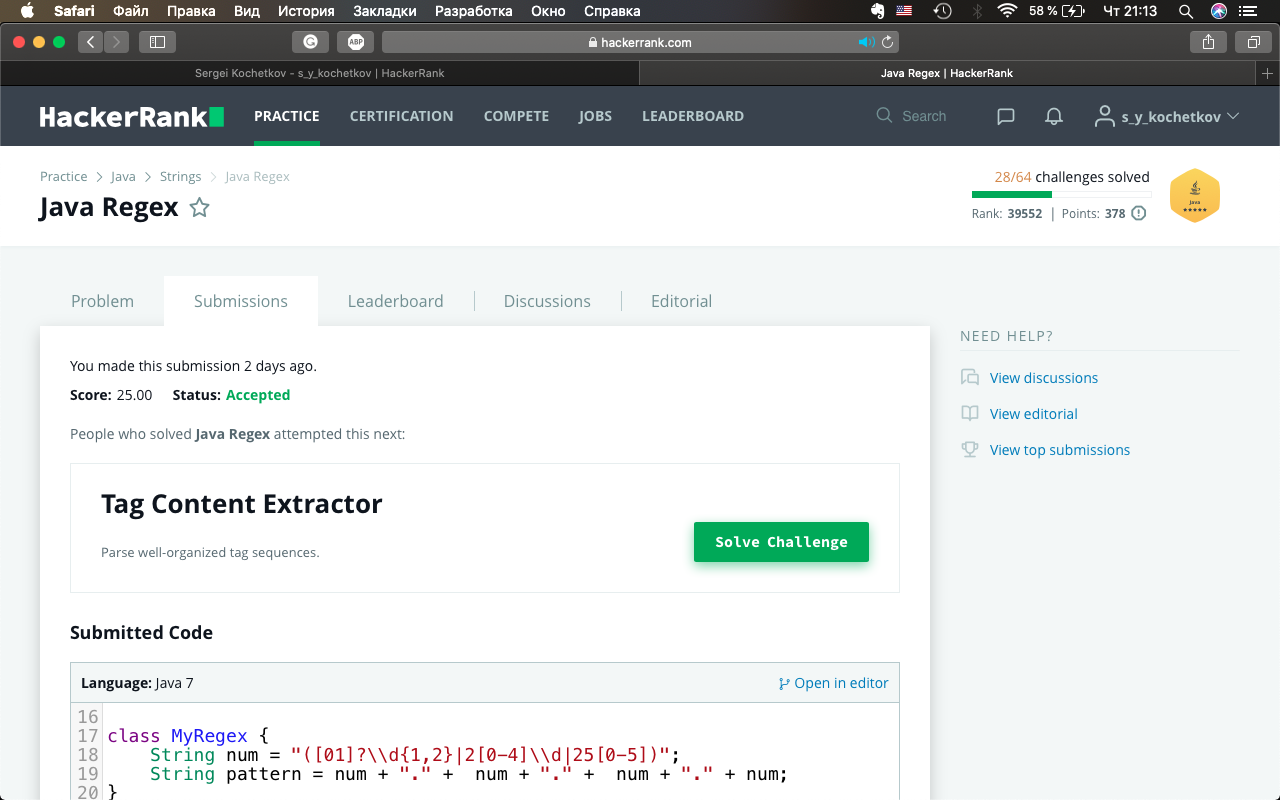 Safari Файл Правка Вид История Закладки Разработка Окно Справка 58 % Чт 21:13
ABP hackerrank.com
Sergei Kochetkov - s_y_kochetkov | HackerRank Java Regex | HackerRank
HackerRank PRACTICE CERTIFICATION COMPETE JOBS LEADERBOARD Search s_y_kochetkov
Practice > Java > Strings > Java Regex
28/64 challenges solved
Java Regex
Rank: 39552 | Points: 378
Java
Problem Submissions Leaderboard Discussions Editorial
NEED HELP?
View discussions
View editorial
View top submissions
You made this submission 2 days ago.
Score: 25.00 Status: Accepted
People who solved Java Regex attempted this next:
Tag Content Extractor
Parse well-organized tag sequences.
Solve Challenge
Submitted Code
Language: Java 7 Open in editor
16
17 class MyRegex {
18     String num = "([01]?\\d{1,2}|2[0-4]\\d|25[0-5])";
19     String pattern = num + "." +  num + "." +  num + "." + num;
20 }